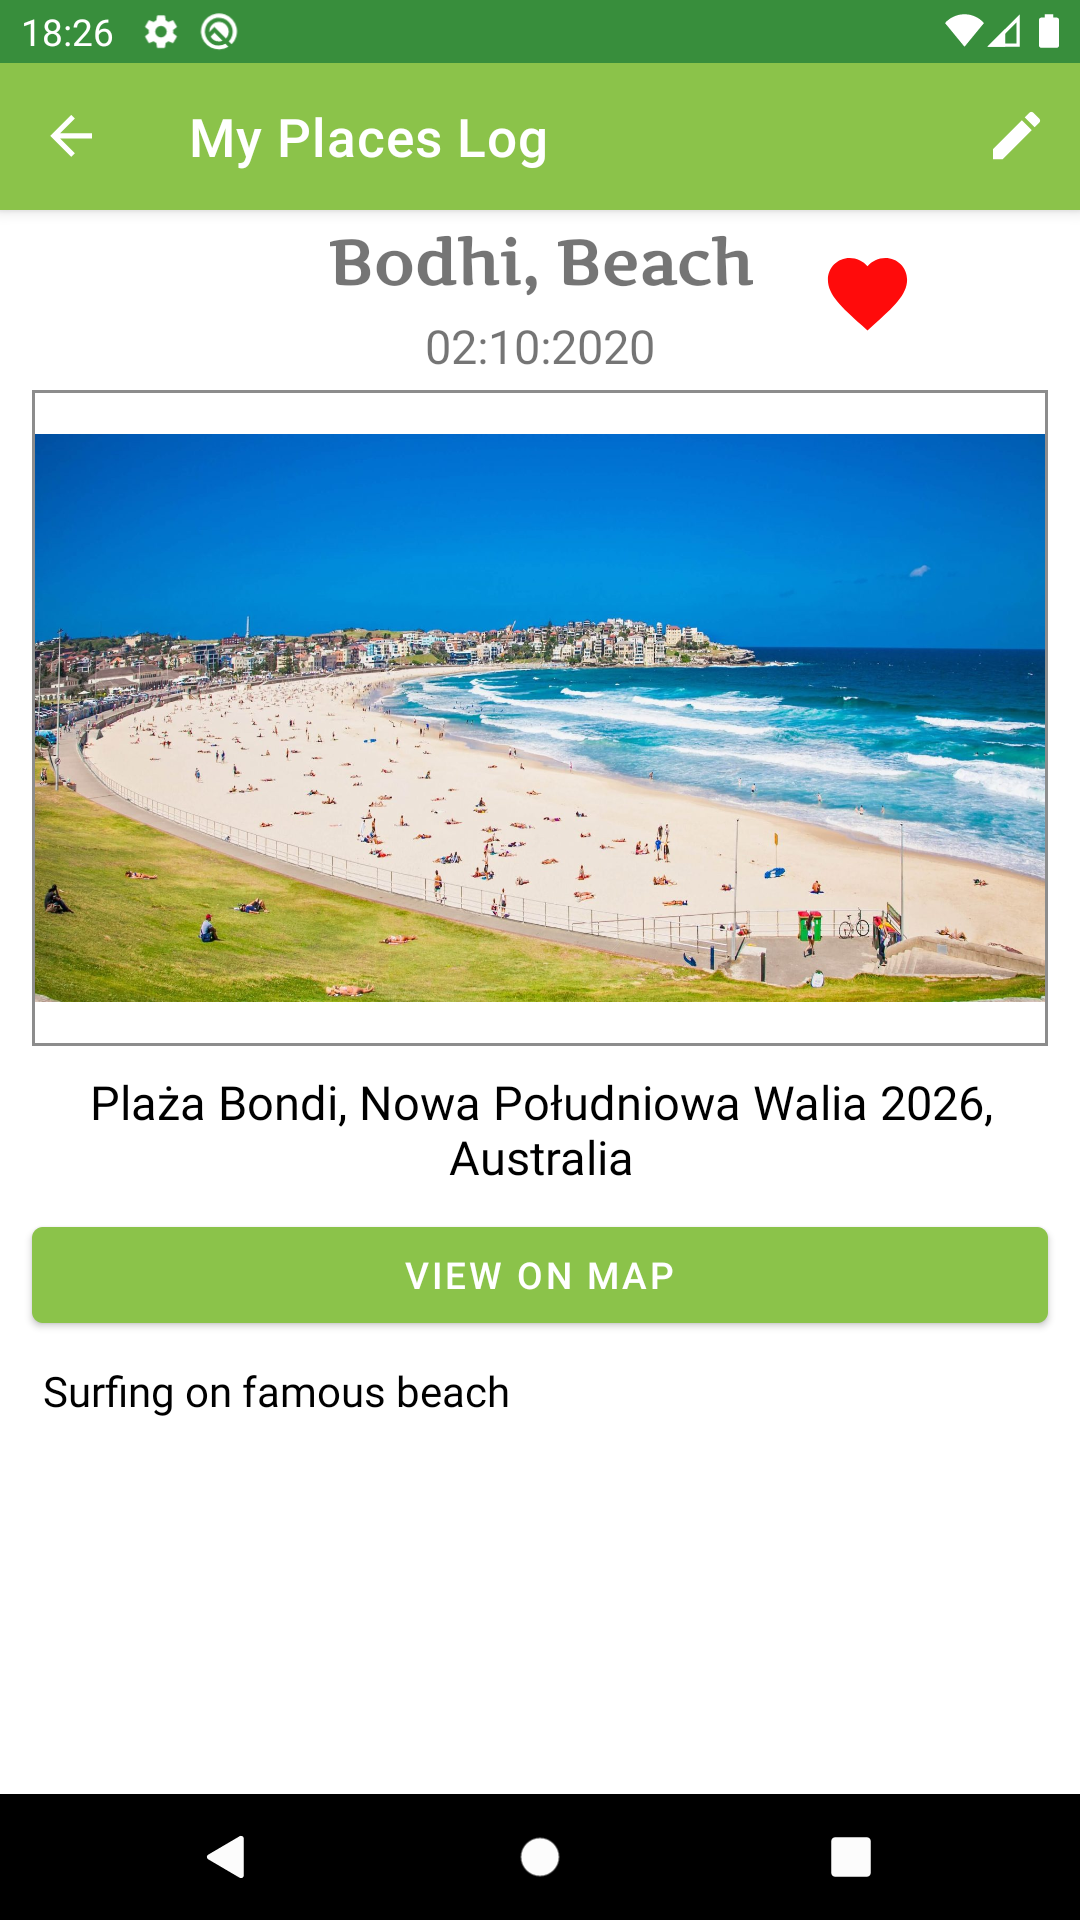 18:26
My Places Log
Bodhi, Beach
02:10:2020
Plaża Bondi, Nowa Południowa Walia 2026,
Australia
VIEW ON MAP
Surfing on famous beach